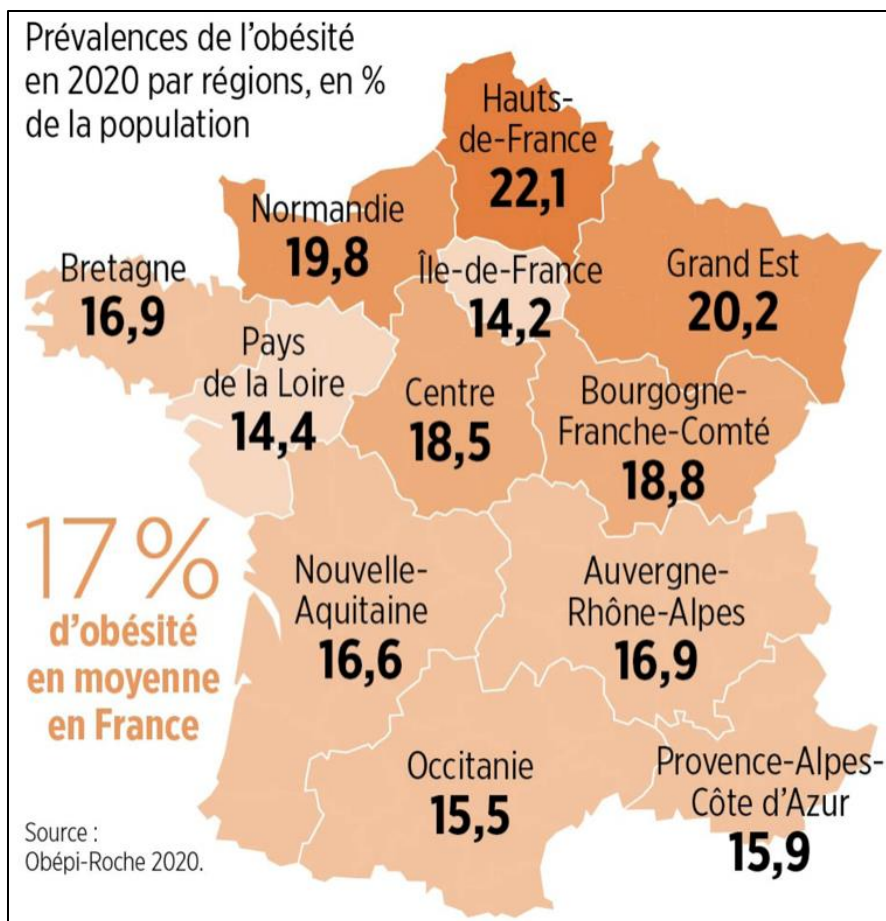 Prévalences de l’obésité
en 2020 par régions, en %
de la population
Hauts-
de-France
22,1
Normandie
19,8
Île-de-France
14,2
Grand Est
20,2
Bretagne
16,9
Pays
de la Loire
14,4
Centre
18,5
Bourgogne-
Franche-Comté
18,8
17 %
d’obésité
en moyenne
en France
Nouvelle-
Aquitaine
16,6
Auvergne-
Rhône-Alpes
16,9
Occitanie
15,5
Provence-Alpes-
Côte d’Azur
15,9
Source :
Obépi-Roche 2020.